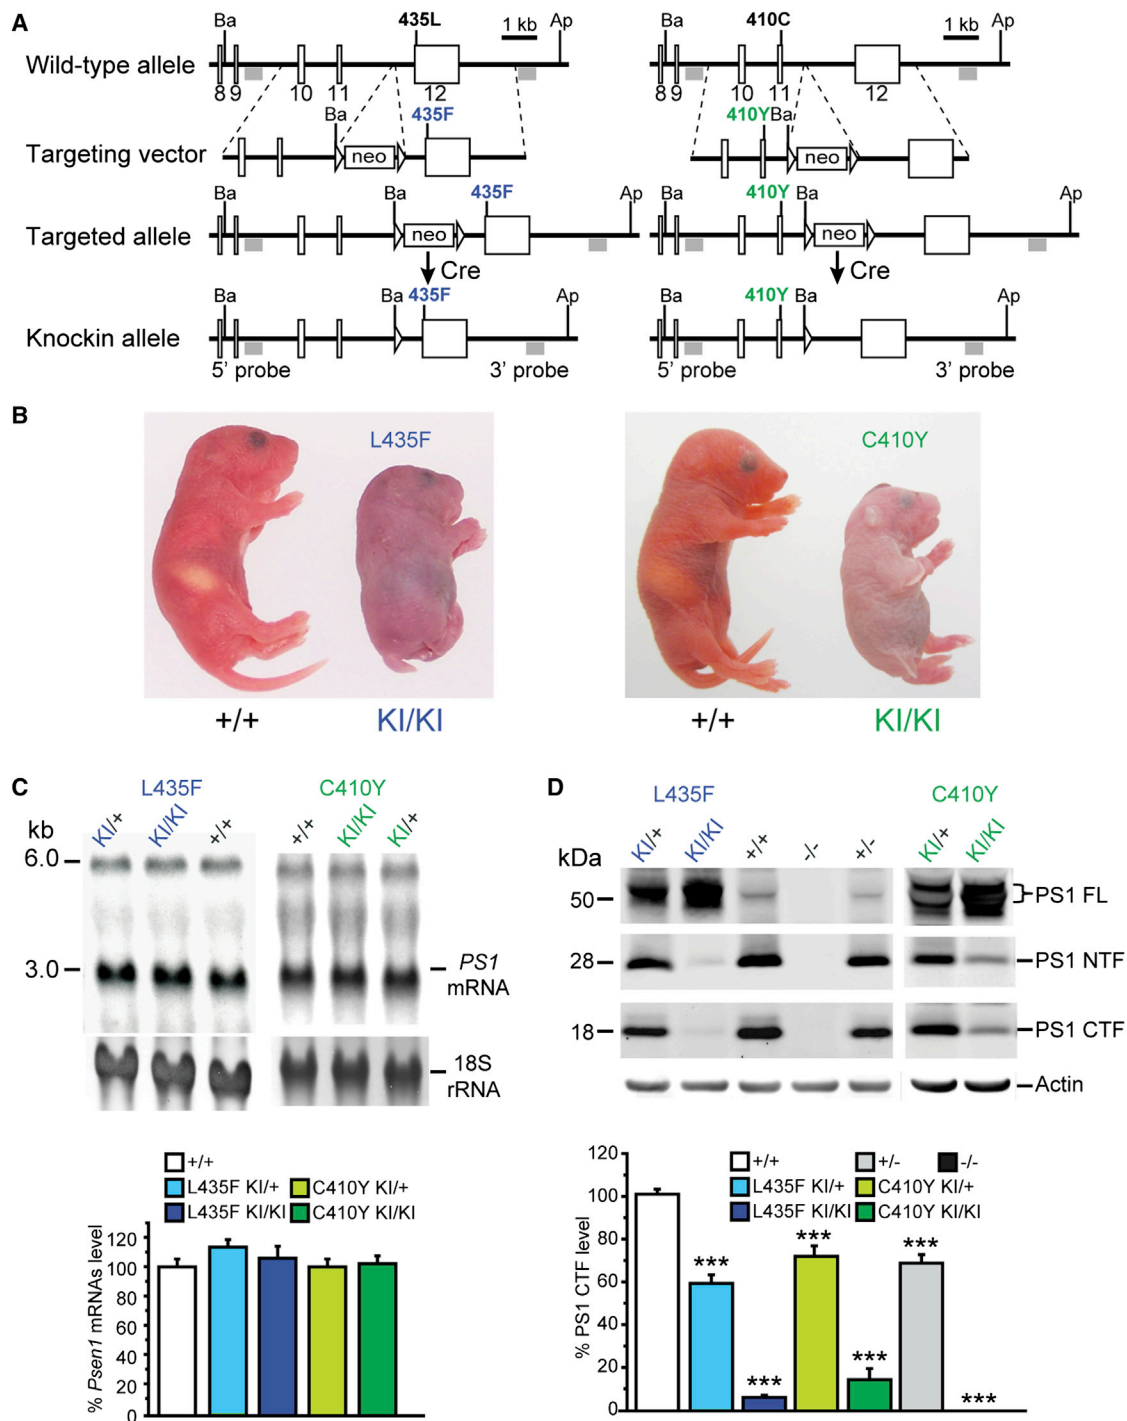 A
Ba 435L 1 kb Ap
Ba 410C 1 kb Ap
Wild-type allele
8 9 10 11 12
8 9 10 11 12
Ba 435F
410Y Ba
Targeting vector
neo
neo
Ba Ba 435F Ap
Ba 410Y Ba Ap
Targeted allele
neo
neo
Cre
Cre
Ba Ba 435F Ap
Ba 410Y Ba Ap
Knockin allele
5' probe 3' probe
5' probe 3' probe
B
L435F
C410Y
+/+ KI/KI
+/+ KI/KI
C
L435F
C410Y
kb
KI/+ KI/KI +/+
+/+ KI/KI KI/+
6.0
3.0
PS1
mRNA
18S
rRNA
+/+
L435F KI/+ C410Y KI/+
L435F KI/KI C410Y KI/KI
% Psen1 mRNAs level
120
100
80
60
40
20
0
D
L435F
C410Y
kDa
KI/+ KI/KI +/+ -/- +/-
KI/+ KI/KI
50
PS1 FL
28
PS1 NTF
18
PS1 CTF
Actin
+/+ +/- -/-
L435F KI/+ C410Y KI/+
L435F KI/KI C410Y KI/KI
% PS1 CTF level
120
100
80
60
40
20
0
*** *** *** *** *** ***